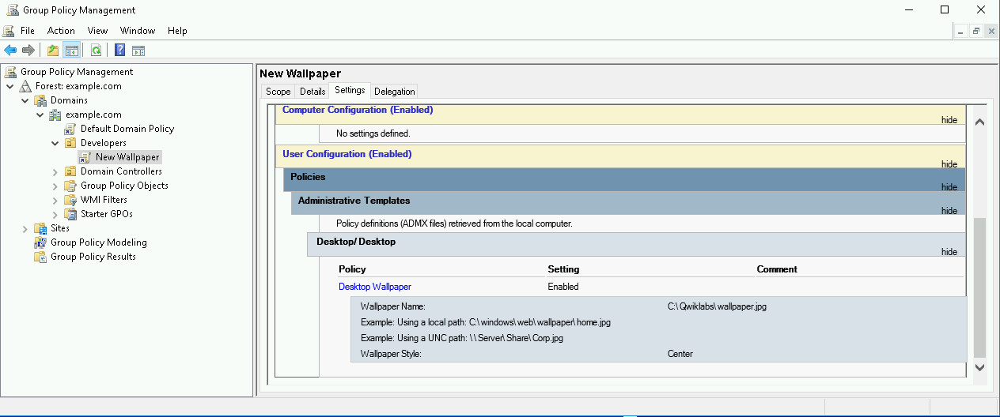 Group Policy Management
File Action View Window Help
Group Policy Management
Forest: example.com
Domains
example.com
Default Domain Policy
Developers
New Wallpaper
Domain Controllers
Group Policy Objects
WMI Filters
Starter GPOs
Sites
Group Policy Modeling
Group Policy Results
New Wallpaper
Scope Details Settings Delegation
Computer Configuration (Enabled)
hide
No settings defined.
User Configuration (Enabled)
hide
Policies
hide
Administrative Templates
hide
Policy definitions (ADMX files) retrieved from the local computer.
Desktop/Desktop
hide
Policy Setting Comment
Desktop Wallpaper Enabled
Wallpaper Name: C:\Qwiklabs\wallpaper.jpg
Example: Using a local path: C:\windows\web\wallpaper\home.jpg
Example: Using a UNC path: \\Server\Share\Corp.jpg
Wallpaper Style: Center